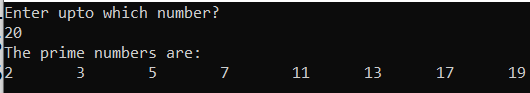 Enter upto which number?
20
The prime numbers are:
2 3 5 7 11 13 17 19